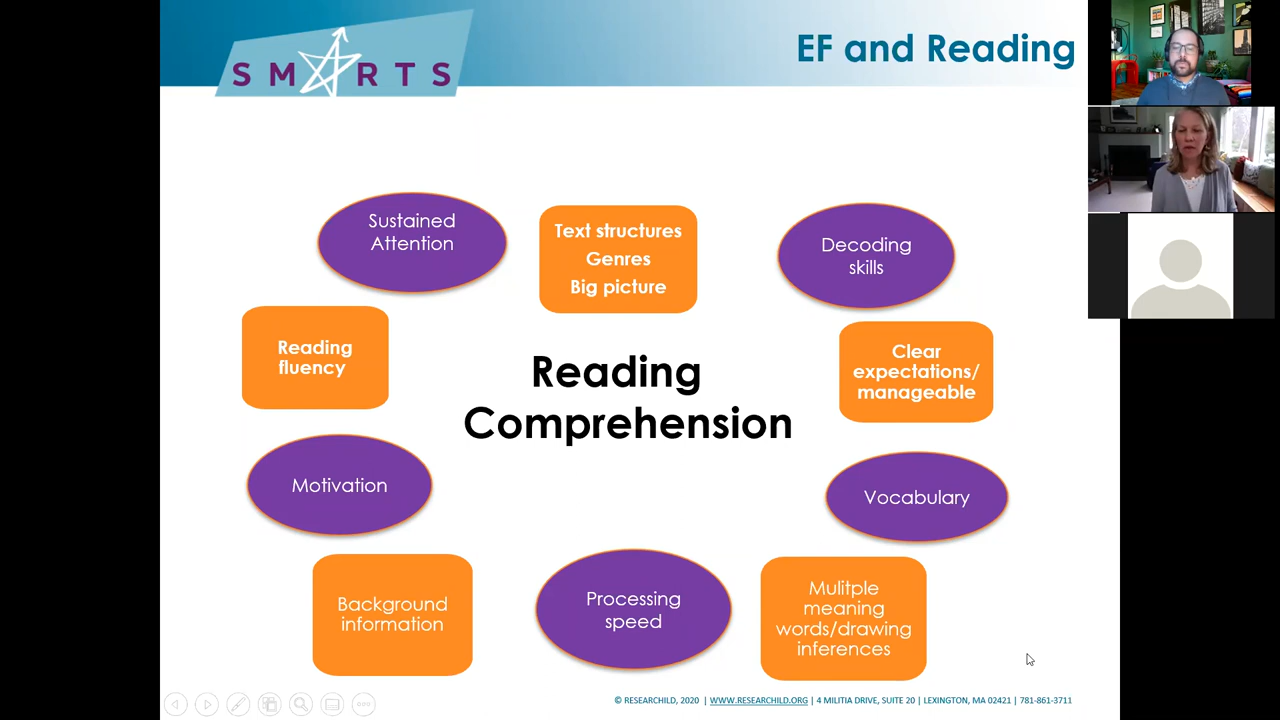 SMARTS
EF and Reading
Sustained
Attention
Text structures
Genres
Big picture
Decoding
skills
Reading
fluency
Clear
expectations/
manageable
Reading
Comprehension
Motivation
Vocabulary
Background
information
Processing
speed
Mulitple
meaning
words/drawing
inferences
© RESEARCHILD, 2020 | WWW.RESEARCHILD.ORG | 4 MILITIA DRIVE, SUITE 20 | LEXINGTON, MA 02421 | 781-861-3711